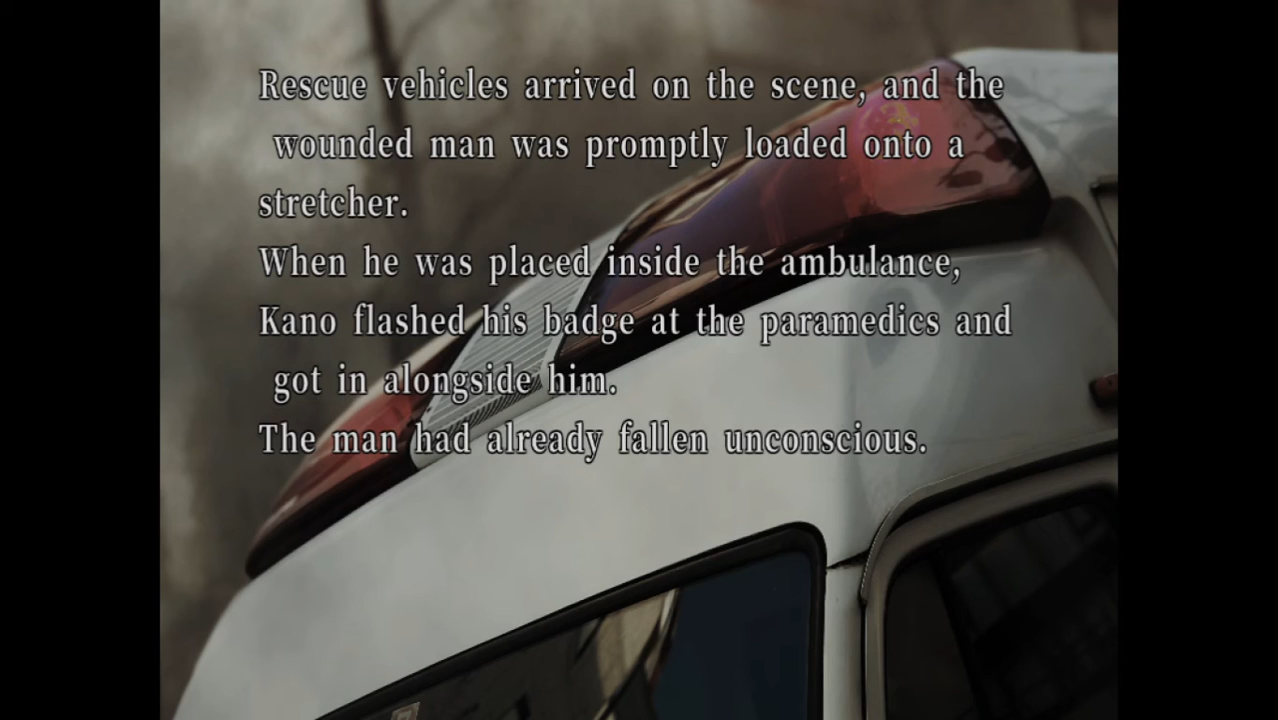 Rescue vehicles arrived on the scene, and the
wounded man was promptly loaded onto a
stretcher.
When he was placed inside the ambulance,
Kano flashed his badge at the paramedics and
got in alongside him.
The man had already fallen unconscious.